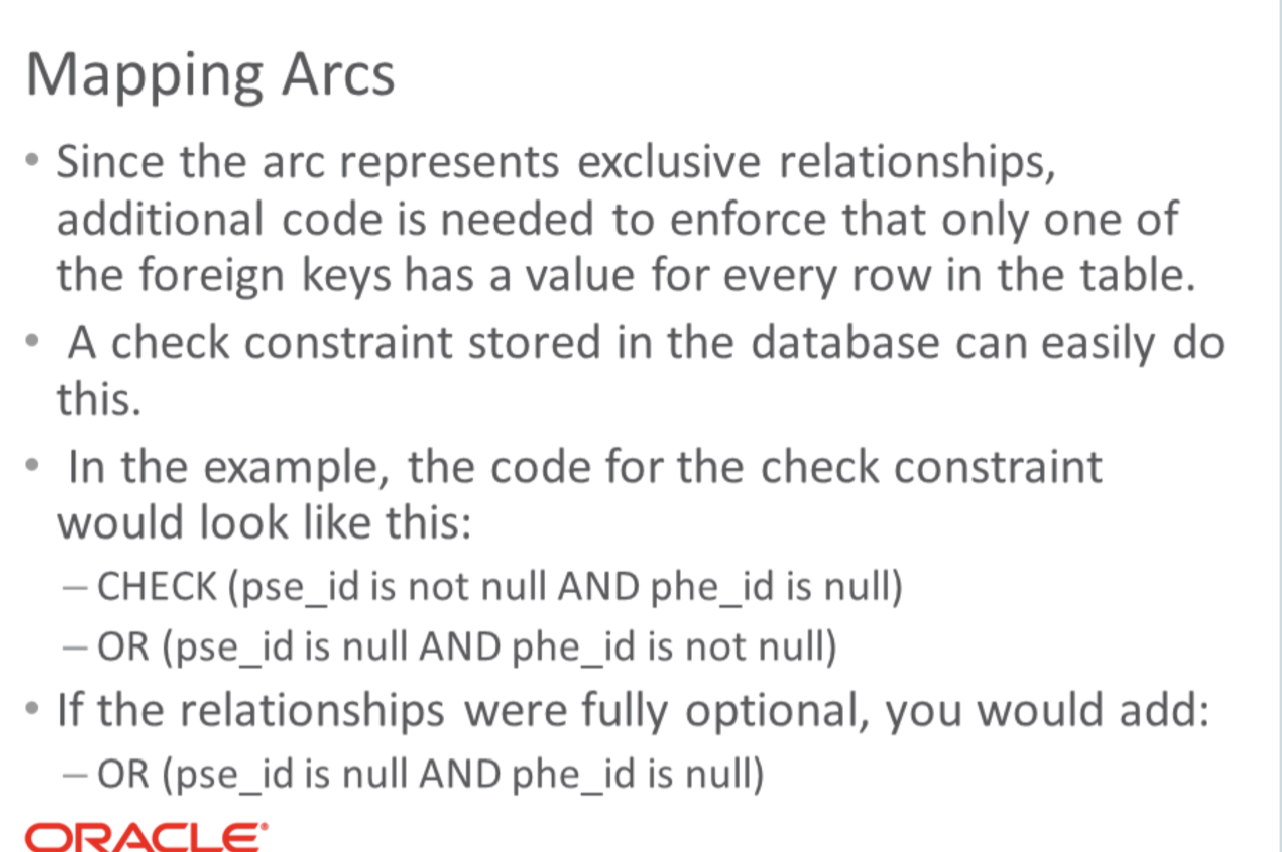 Mapping Arcs
• Since the arc represents exclusive relationships,
additional code is needed to enforce that only one of
the foreign keys has a value for every row in the table.
• A check constraint stored in the database can easily do
this.
• In the example, the code for the check constraint
would look like this:
– CHECK (pse_id is not null AND phe_id is null)
– OR (pse_id is null AND phe_id is not null)
• If the relationships were fully optional, you would add:
– OR (pse_id is null AND phe_id is null)
ORACLE